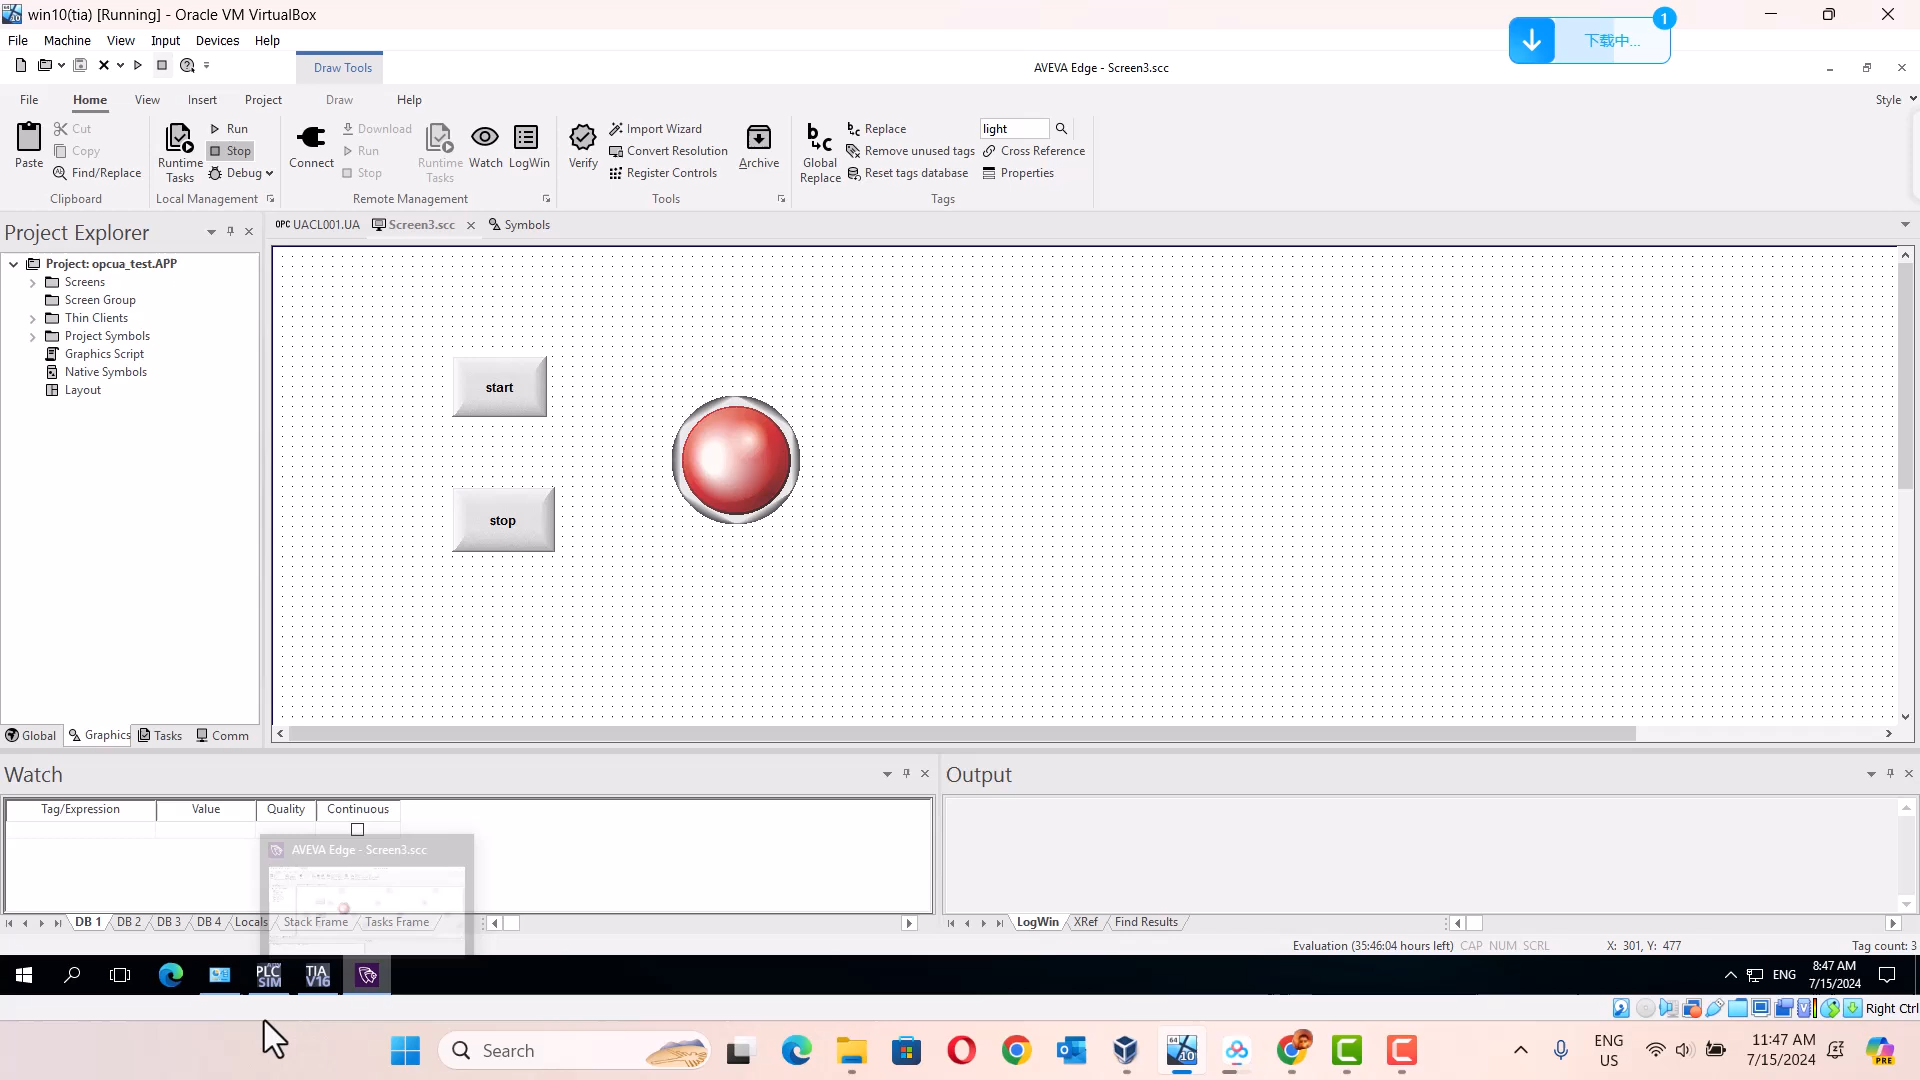 win10(tia) [Running] - Oracle VM VirtualBox
1
下载中...
File Machine View Input Devices Help
Draw Tools
AVEVA Edge - Screen3.scc
File Home View Insert Project Draw Help
Style
Paste
Cut
Copy
Find/Replace
Clipboard
Runtime Tasks
Run
Stop
Debug
Local Management
Connect
Download
Run
Stop
Runtime Tasks
Watch
LogWin
Remote Management
Verify
Import Wizard
Convert Resolution
Register Controls
Archive
Tools
Global Replace
Replace
Remove unused tags
Reset tags database
light
Cross Reference
Properties
Tags
Project Explorer
OPC UACL001.UA
Screen3.scc
Symbols
Project: opcua_test.APP
Screens
Screen Group
Thin Clients
Project Symbols
Graphics Script
Native Symbols
Layout
start
stop
Global Graphics Tasks Comm
Watch
Output
Tag/Expression Value Quality Continuous
AVEVA Edge - Screen3.scc
DB 1 DB 2 DB 3 DB 4 Locals Stack Frame Tasks Frame
LogWin XRef Find Results
Evaluation (35:46:04 hours left) CAP NUM SCRL X: 301, Y: 477 Tag count: 3
PLC SIM
TIA V16
ENG
8:47 AM
7/15/2024
Right Ctrl
Search
64
10
ENG
US
11:47 AM
7/15/2024
PRE